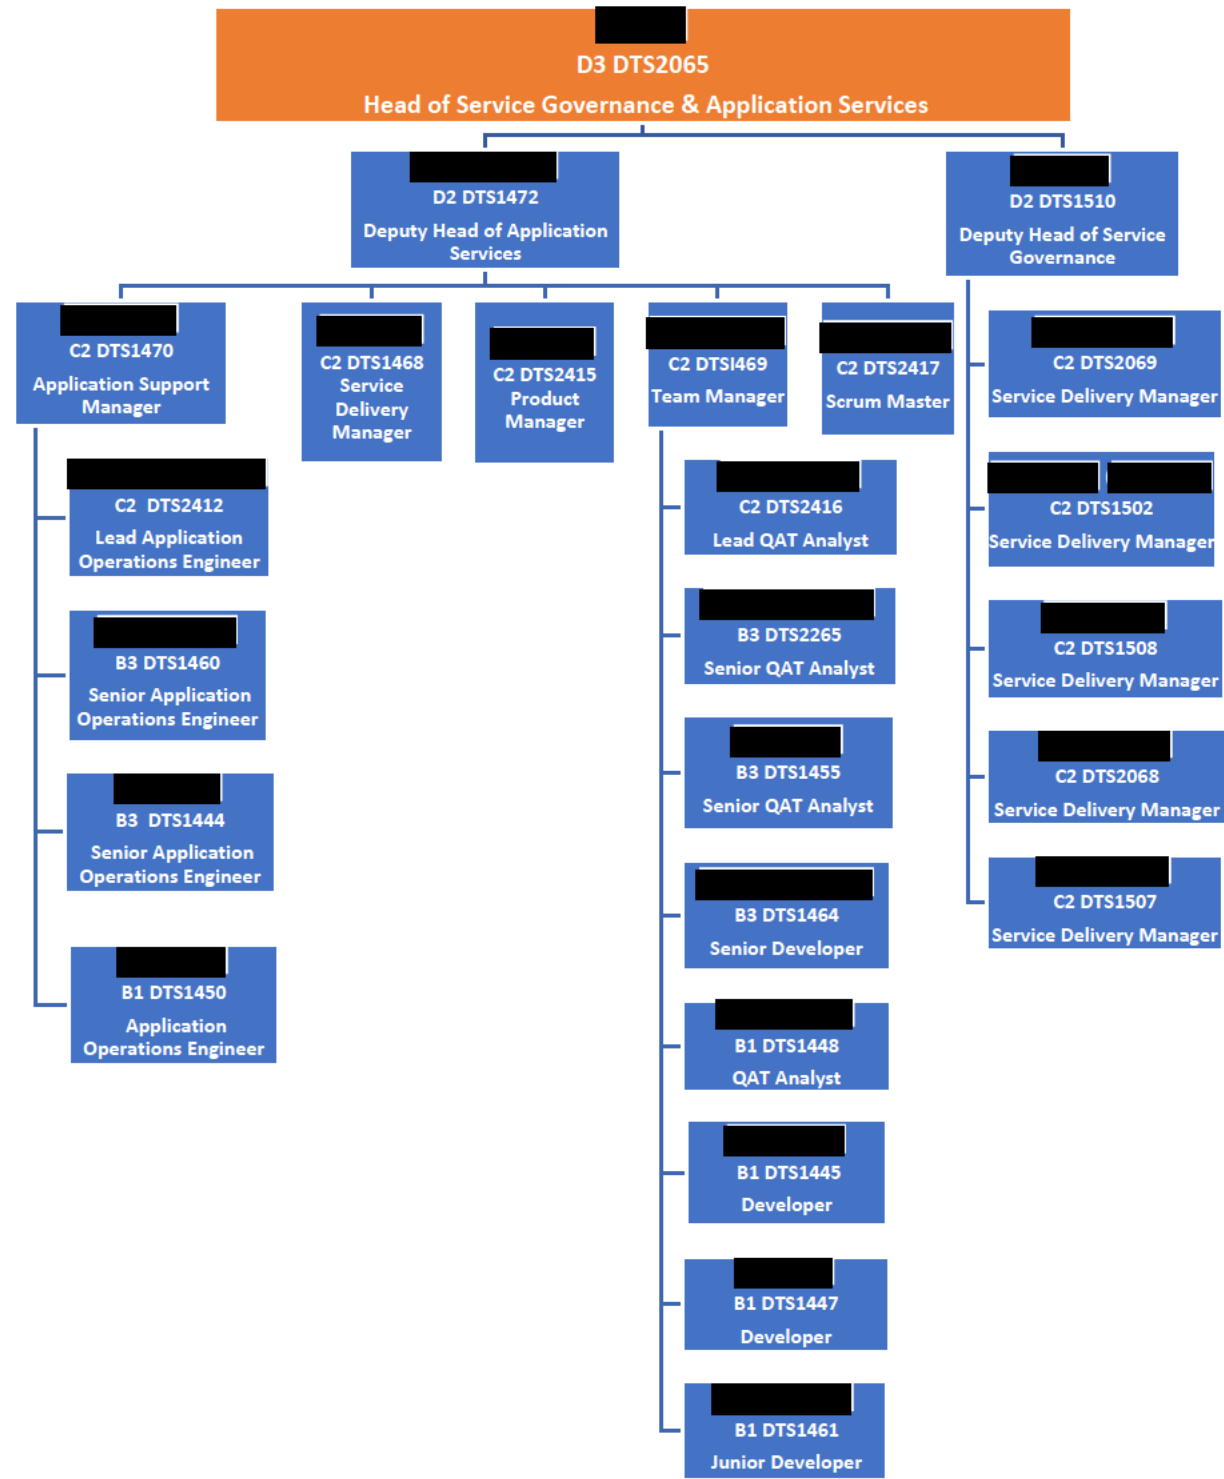 D3 DTS2065
Head of Service Governance & Application Services
D2 DTS1472
Deputy Head of Application
Services
D2 DTS1510
Deputy Head of Service
Governance
C2 DTS1470
Application Support
Manager
C2 DTS1468
Service
Delivery
Manager
C2 DTS2415
Product
Manager
C2 DTSI469
Team Manager
C2 DTS2417
Scrum Master
C2  DTS2412
Lead Application
Operations Engineer
B3 DTS1460
Senior Application
Operations Engineer
B3  DTS1444
Senior Application
Operations Engineer
B1 DTS1450
Application
Operations Engineer
C2 DTS2416
Lead QAT Analyst
B3 DTS2265
Senior QAT Analyst
B3 DTS1455
Senior QAT Analyst
B3 DTS1464
Senior Developer
B1 DTS1448
QAT Analyst
B1 DTS1445
Developer
B1 DTS1447
Developer
B1 DTS1461
Junior Developer
C2 DTS2069
Service Delivery Manager
C2 DTS1502
Service Delivery Manager
C2 DTS1508
Service Delivery Manager
C2 DTS2068
Service Delivery Manager
C2 DTS1507
Service Delivery Manager